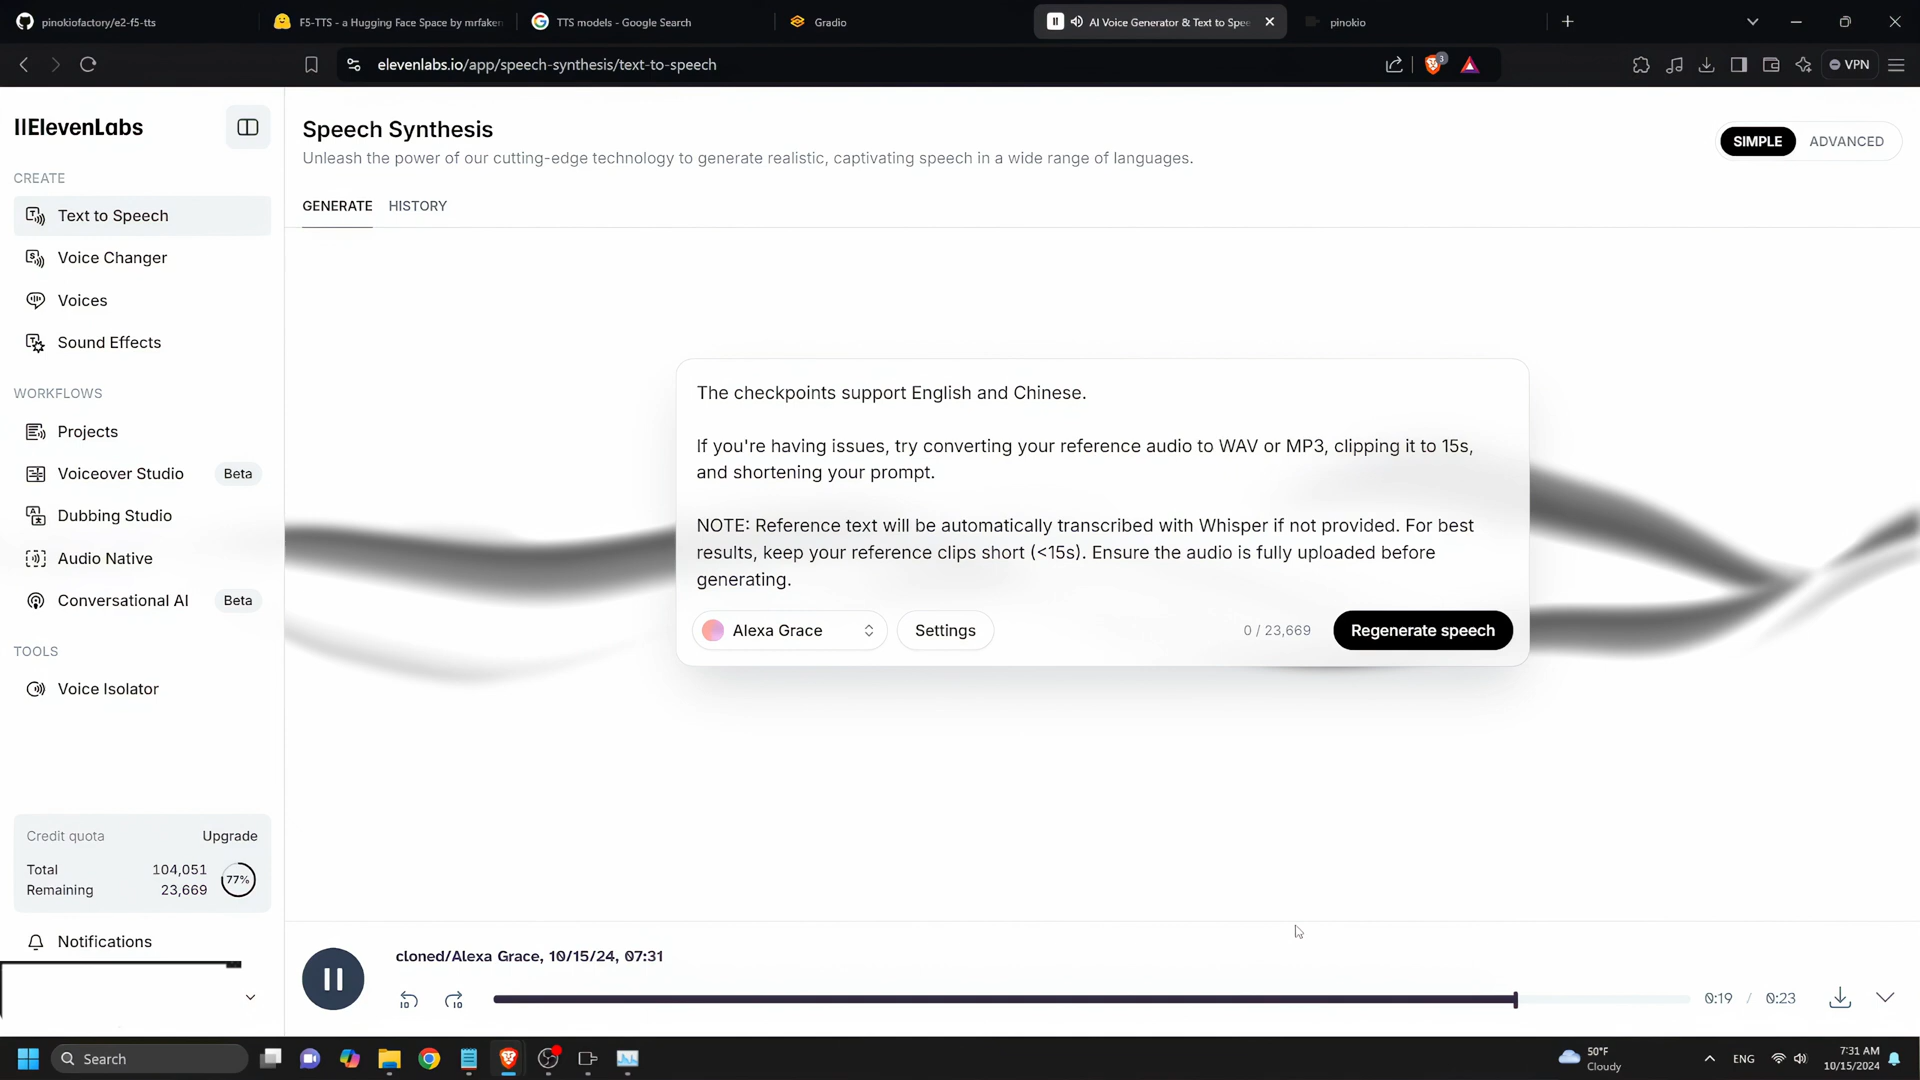 pinokiofactory/e2-f5-tts
F5-TTS - a Hugging Face Space by mrfaken
TTS models - Google Search
Gradio
AI Voice Generator & Text to Spee
pinokio
elevenlabs.io/app/speech-synthesis/text-to-speech
3
VPN
IIElevenLabs
CREATE
Text to Speech
Voice Changer
Voices
Sound Effects
WORKFLOWS
Projects
Voiceover Studio Beta
Dubbing Studio
Audio Native
Conversational AI Beta
TOOLS
Voice Isolator
Credit quota Upgrade
Total 104,051
Remaining 23,669
77%
Notifications
Speech Synthesis
Unleash the power of our cutting-edge technology to generate realistic, captivating speech in a wide range of languages.
SIMPLE ADVANCED
GENERATE HISTORY
The checkpoints support English and Chinese.
If you're having issues, try converting your reference audio to WAV or MP3, clipping it to 15s,
and shortening your prompt.
NOTE: Reference text will be automatically transcribed with Whisper if not provided. For best
results, keep your reference clips short (<15s). Ensure the audio is fully uploaded before
generating.
Alexa Grace Settings 0 / 23,669 Regenerate speech
cloned/Alexa Grace, 10/15/24, 07:31
10 10 0:19 / 0:23
Search
50°F
Cloudy
ENG
7:31 AM
10/15/2024